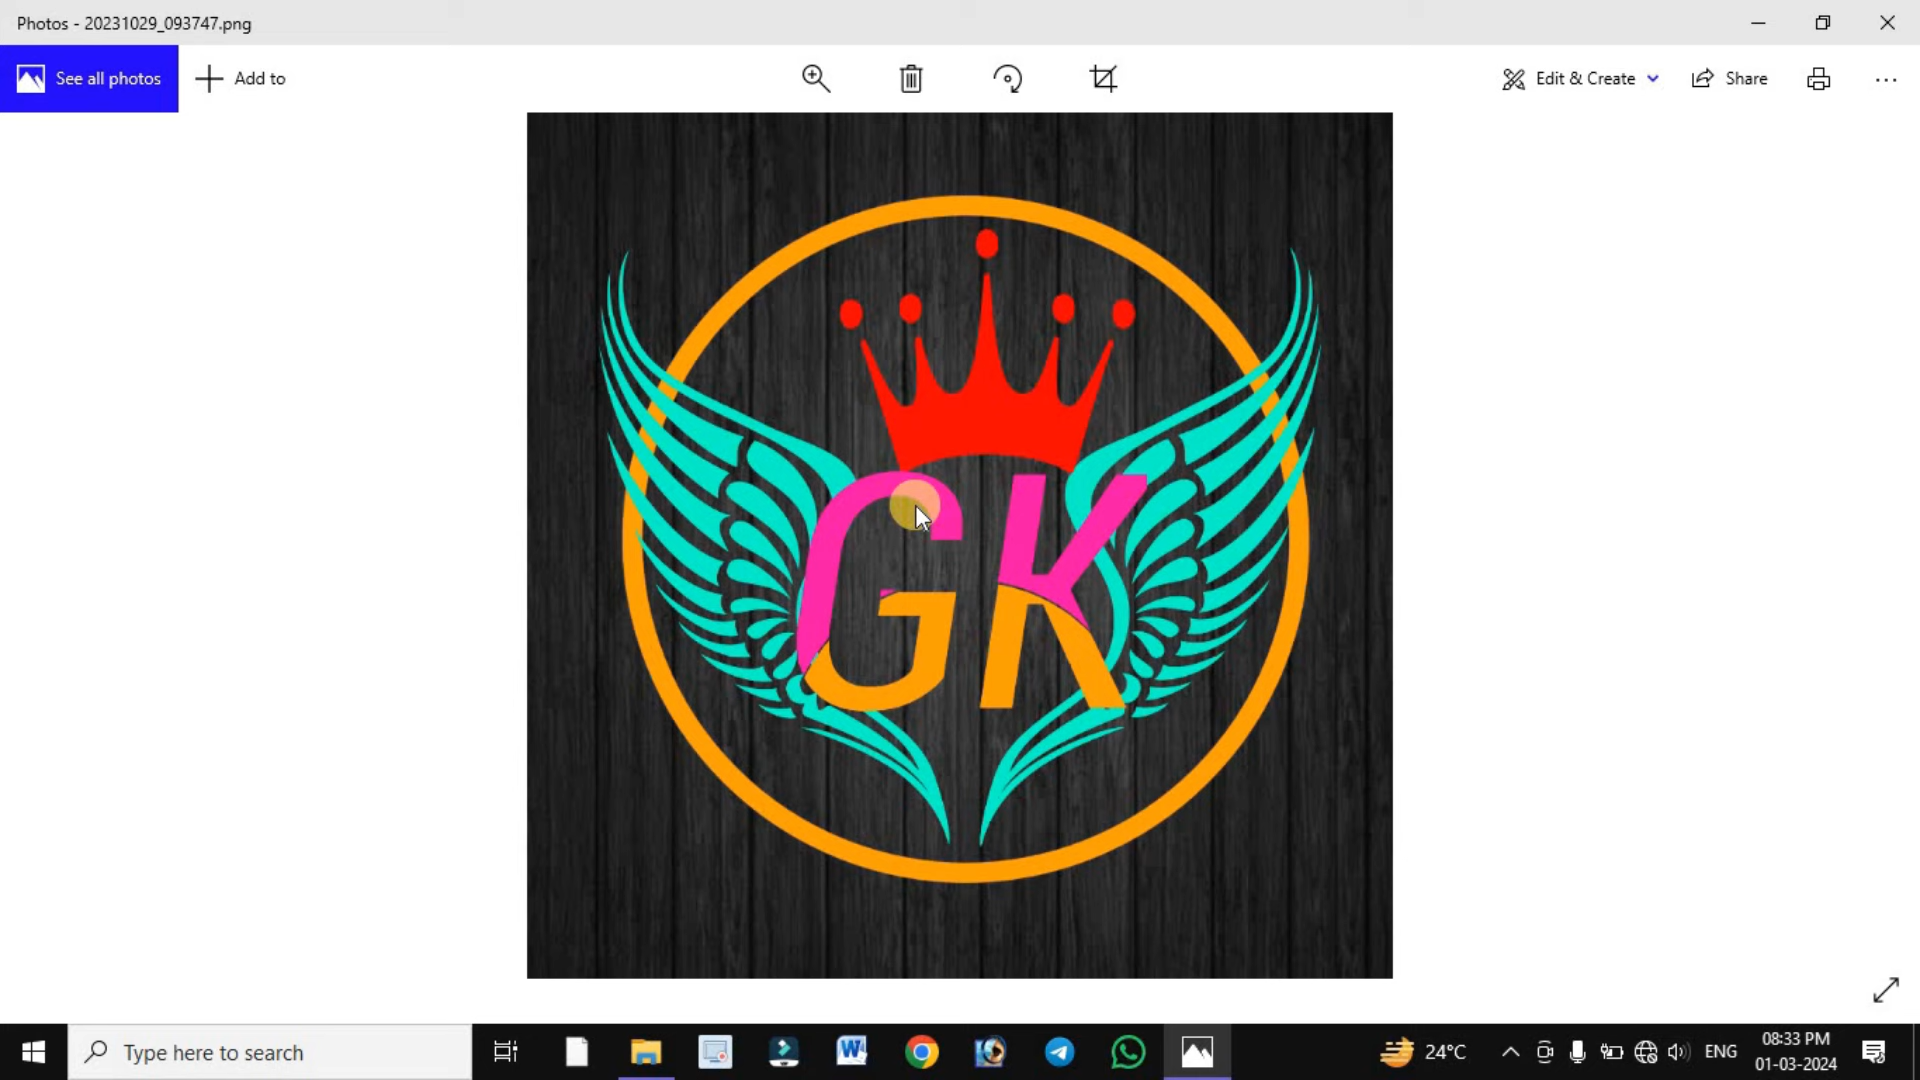 Photos - 20231029_093747.png
See all photos
Add to
Edit & Create
Share
GK
Type here to search
24°C
ENG
08:33 PM
01-03-2024